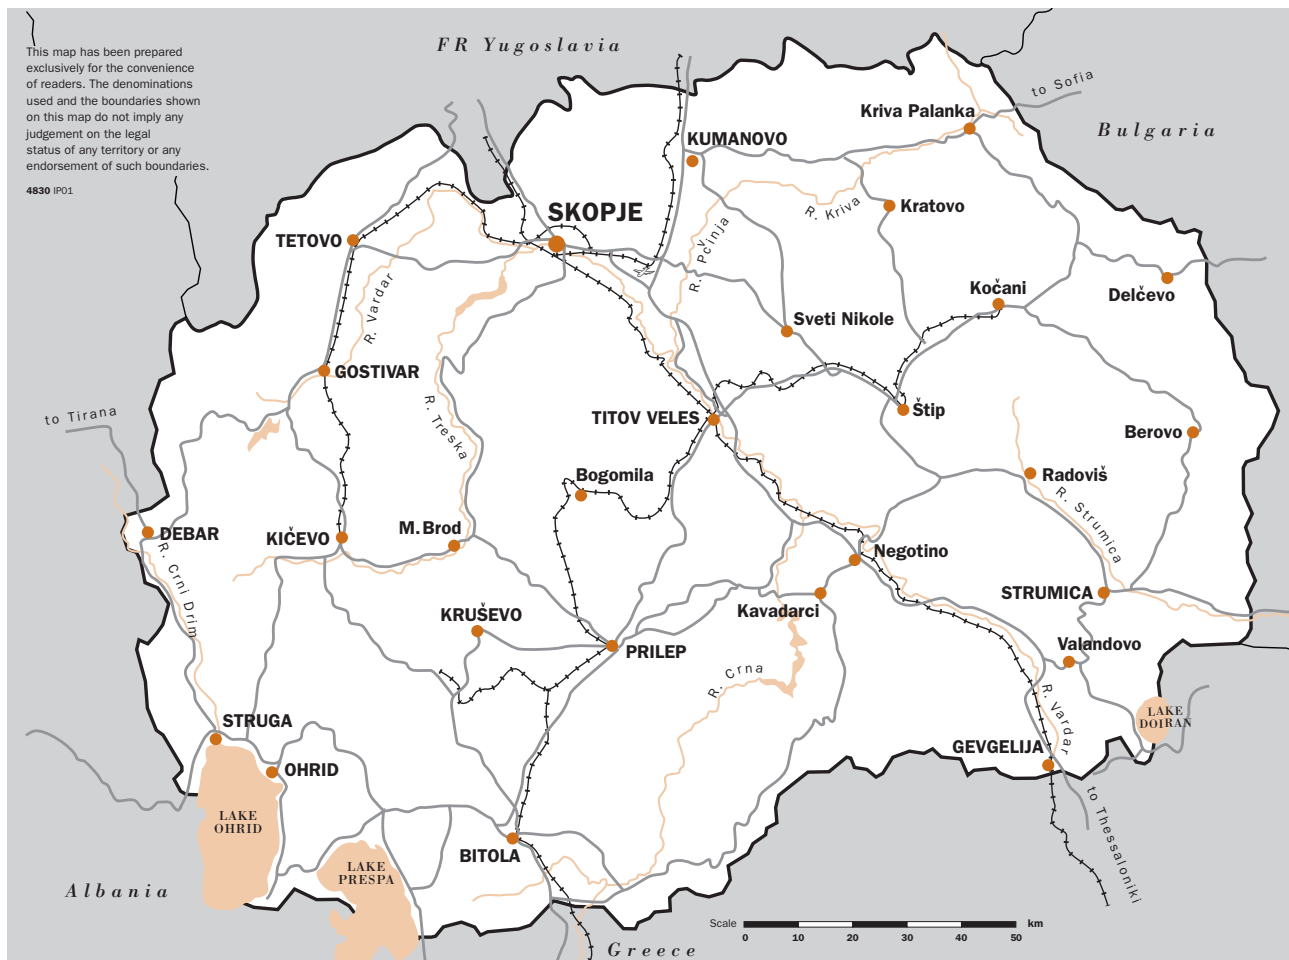 This map has been prepared
exclusively for the convenience
of readers. The denominations
used and the boundaries shown
on this map do not imply any
judgement on the legal
status of any territory or any
endorsement of such boundaries.
4830 IP01
FR Yugoslavia
to Sofia
Bulgaria
Kriva Palanka
KUMANOVO
SKOPJE
R. Kriva
Kratovo
TETOVO
R. Pčinja
R. Vardar
Kočani
Delčevo
Sveti Nikole
GOSTIVAR
to Tirana
R. Treska
TITOV VELES
Štip
Berovo
Bogomila
Radoviš
R. Strumica
DEBAR
KIČEVO
M.Brod
Negotino
R. Crni Drim
STRUMICA
KRUŠEVO
Kavadarci
PRILEP
Valandovo
R. Crna
R. Vardar
STRUGA
LAKE
DOIRAN
GEVGELIJA
OHRID
LAKE
OHRID
to Thessaloniki
BITOLA
LAKE
PRESPA
Albania
Scale
km
0 10 20 30 40 50
Greece